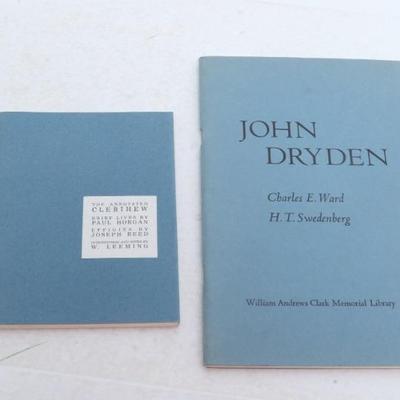 THE ANNOTATED
CLERIHEW
BRIEF LIVES BY
PAUL HORGAN
EFFIGIES BY
JOSEPH REED
INTRODUCTION AND NOTES BY
W. LEEMING
JOHN
DRYDEN
Charles E. Ward
H. T. Swedenberg
William Andrews Clark Memorial Library